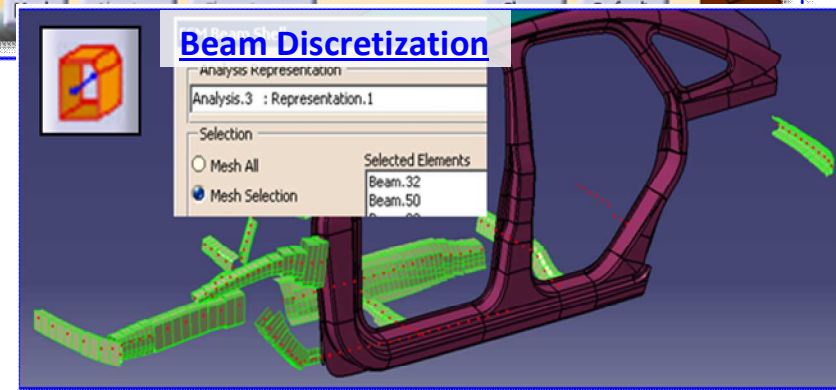 Beam Discretization
Analysis Representation
Analysis.3 : Representation.1
Selection
Mesh All
Selected Elements
Mesh Selection
Beam.32
Beam.50